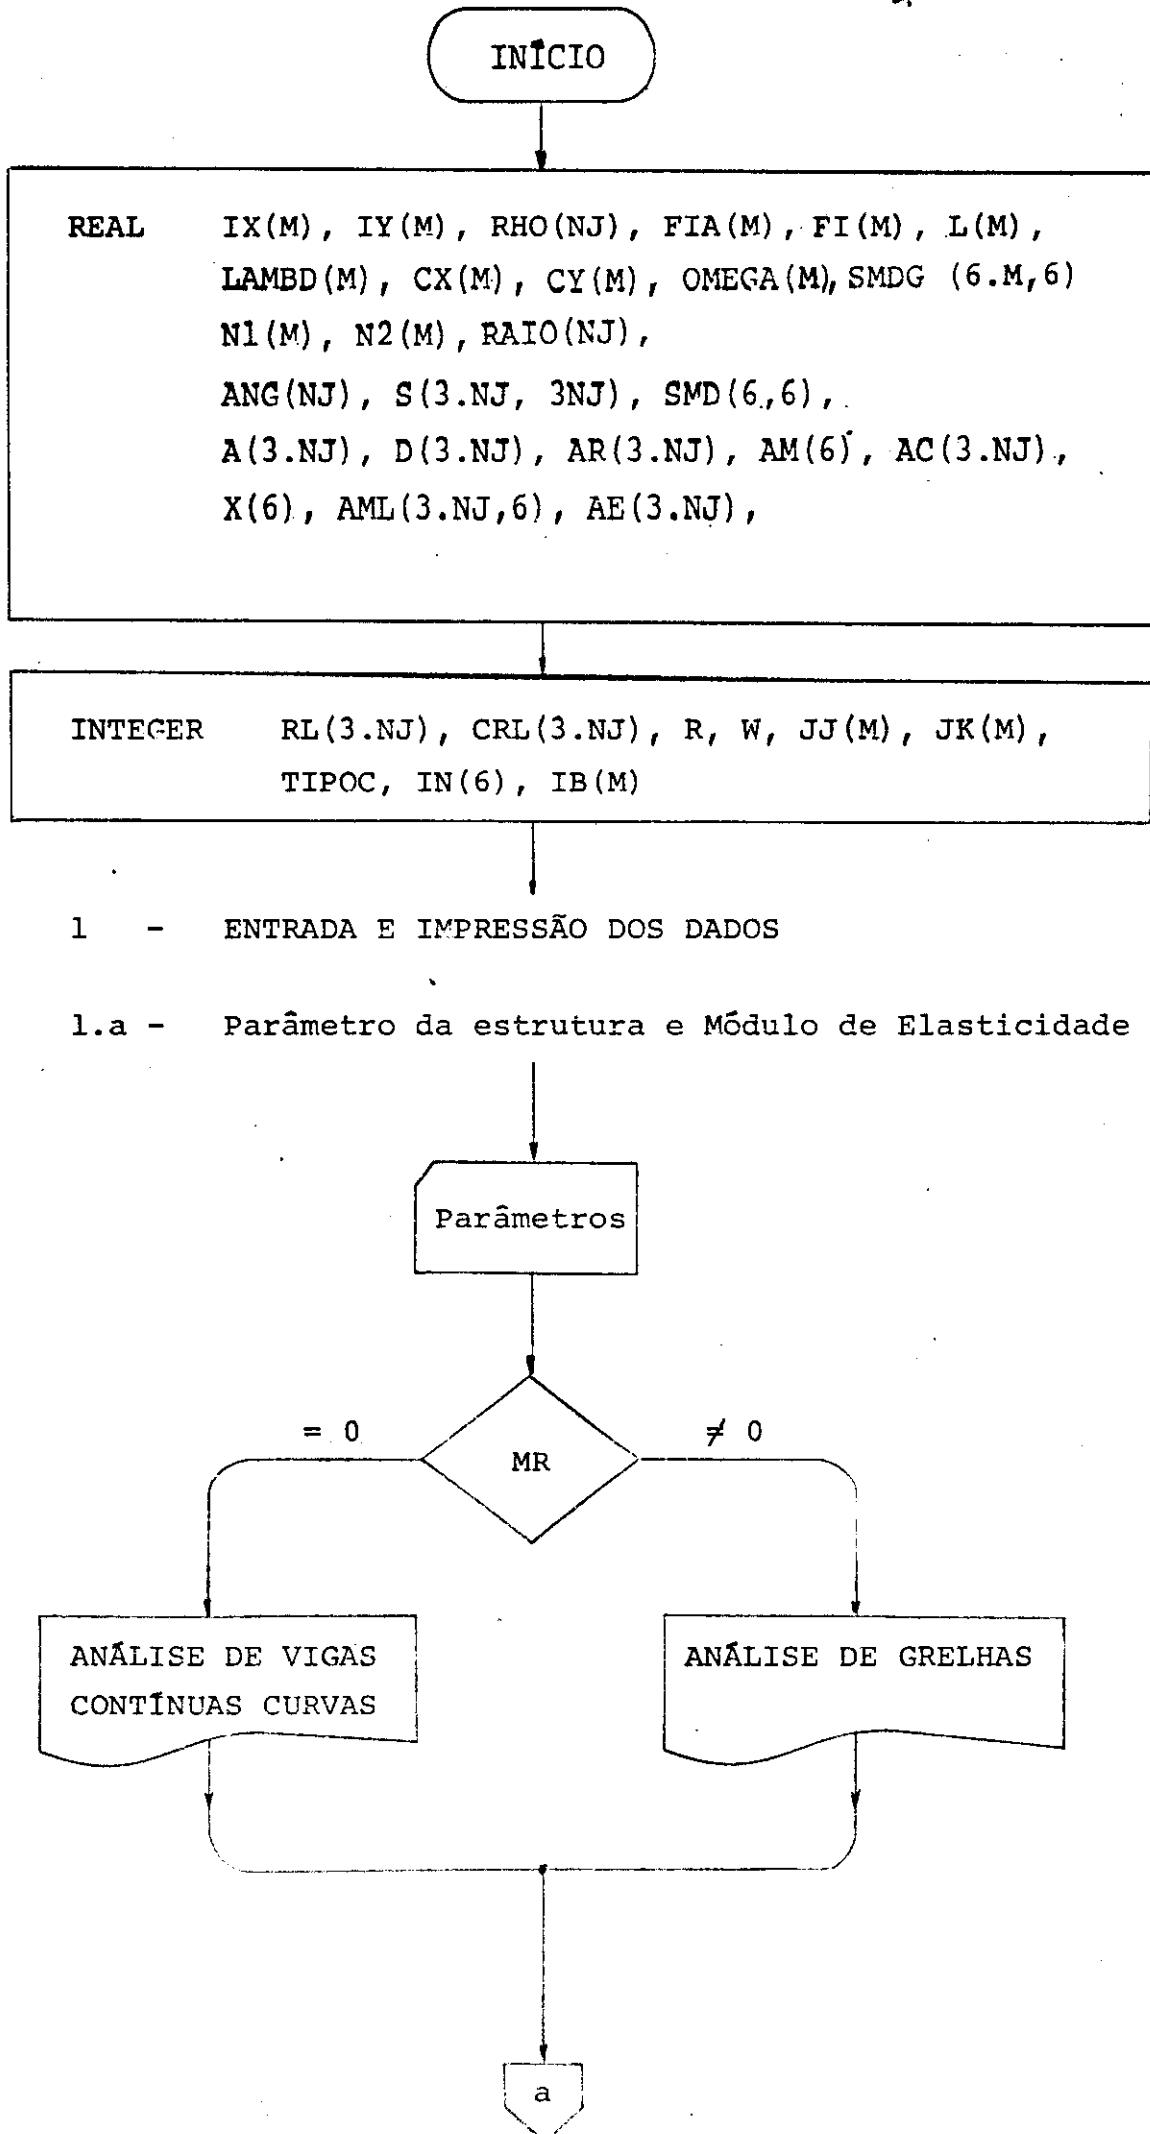 INÍCIO
REAL IX(M), IY(M), RHO(NJ), FIA(M), FI(M), L(M),
LAMBD(M), CX(M), CY(M), OMEGA(M), SMDG (6.M,6)
N1(M), N2(M), RAIO(NJ),
ANG(NJ), S(3.NJ, 3NJ), SMD(6,6),
A(3.NJ), D(3.NJ), AR(3.NJ), AM(6), AC(3.NJ),
X(6), AML(3.NJ,6), AE(3.NJ),
INTEGER RL(3.NJ), CRL(3.NJ), R, W, JJ(M), JK(M),
TIPOC, IN(6), IB(M)
1 - ENTRADA E IMPRESSÃO DOS DADOS
1.a - Parâmetro da estrutura e Módulo de Elasticidade
Parâmetros
= 0
≠ 0
MR
ANÁLISE DE VIGAS
CONTÍNUAS CURVAS
ANÁLISE DE GRELHAS
a